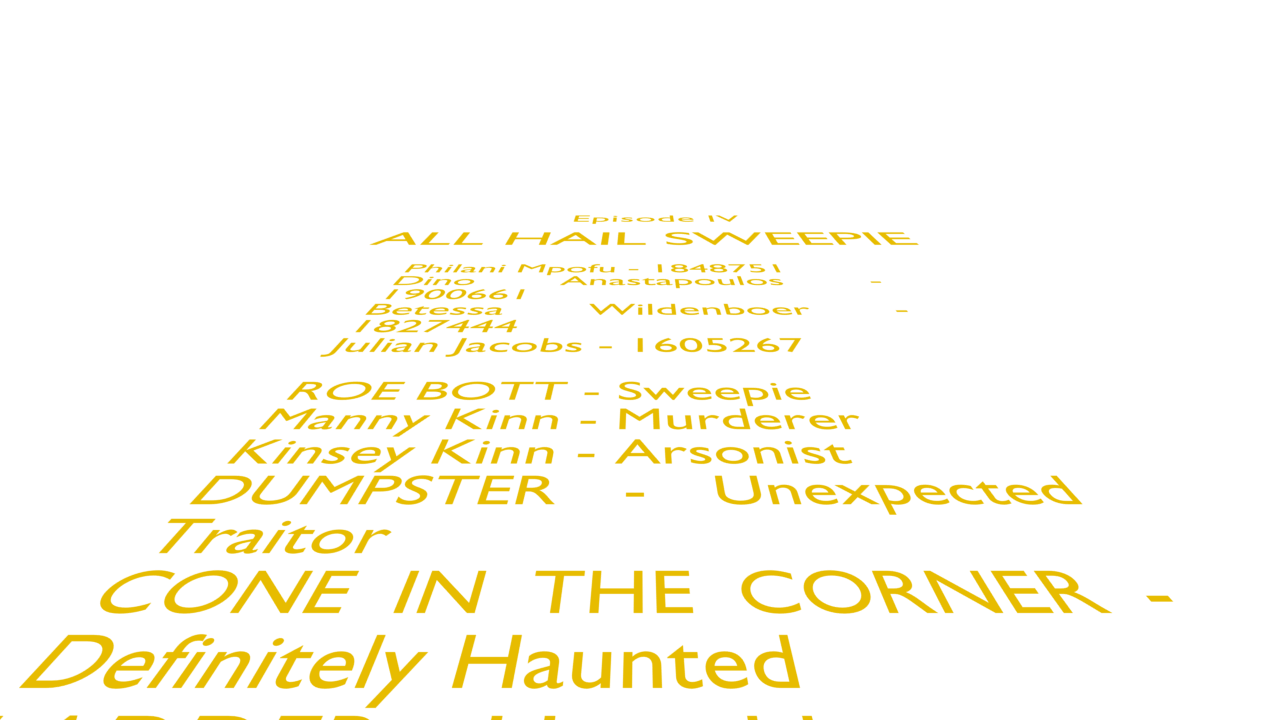 Episode IV
ALL HAIL SWEEPIE
Philani Mpofu - 1848751
Dino Anastapoulos -
1900661
Betessa Wildenboer -
1827444
Julian Jacobs - 1605267
ROE BOTT - Sweepie
Manny Kinn - Murderer
Kinsey Kinn - Arsonist
DUMPSTER - Unexpected
Traitor
CONE IN THE CORNER -
Definitely Haunted